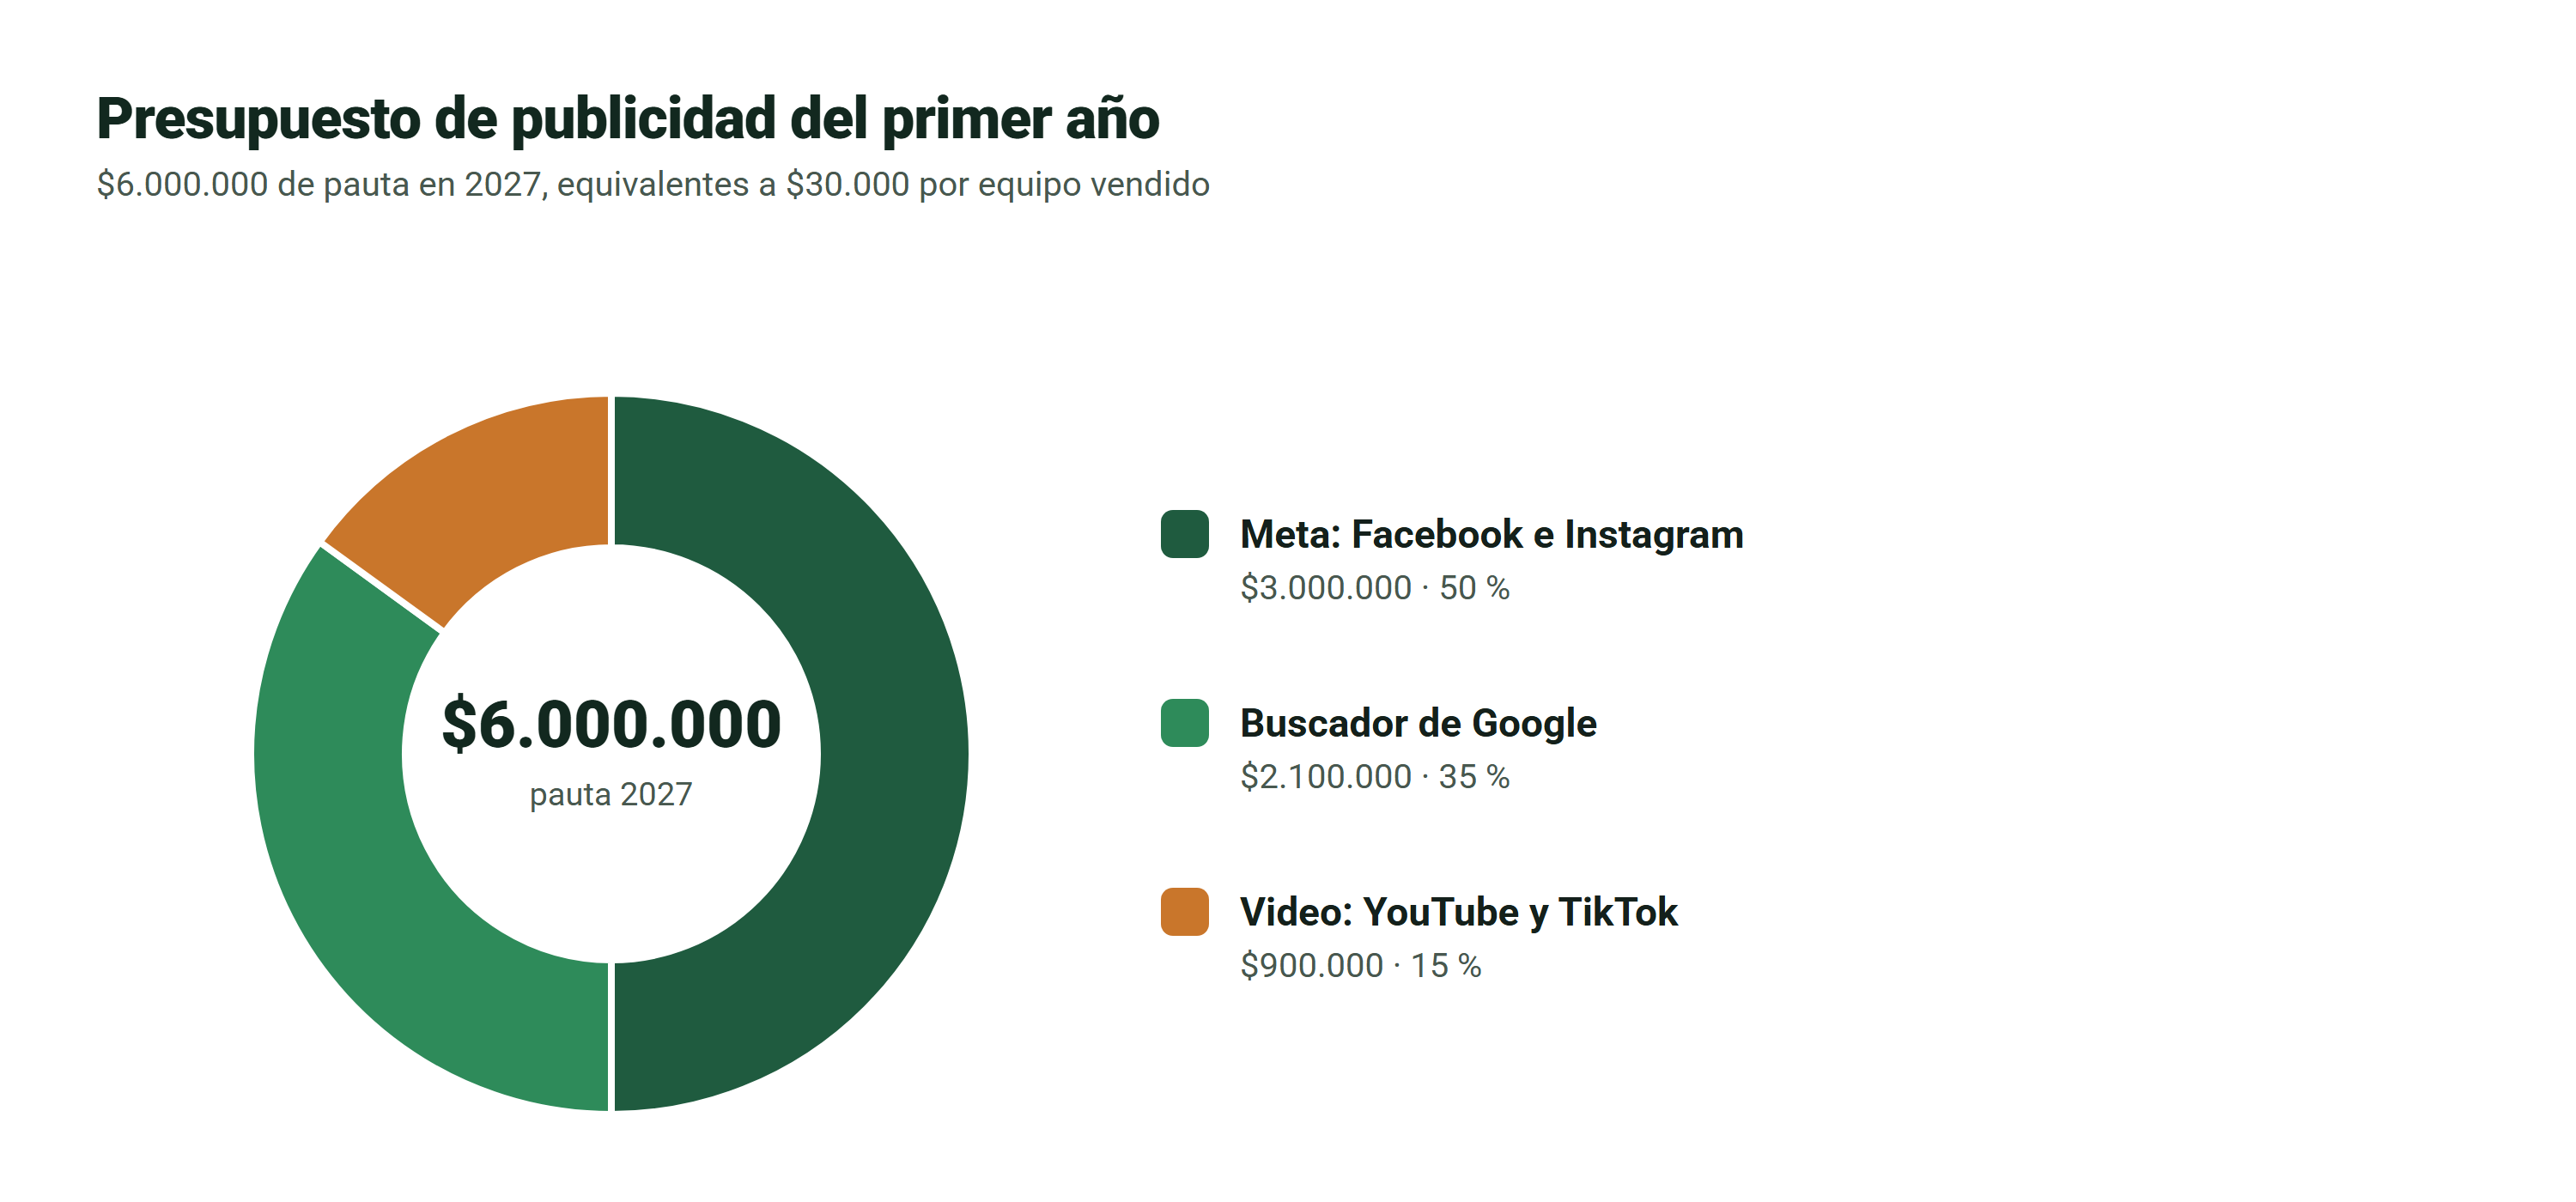 Presupuesto de publicidad del primer año
$6.000.000 de pauta en 2027, equivalentes a $30.000 por equipo vendido
$6.000.000
pauta 2027
Meta: Facebook e Instagram
$3.000.000 · 50 %
Buscador de Google
$2.100.000 · 35 %
Video: YouTube y TikTok
$900.000 · 15 %